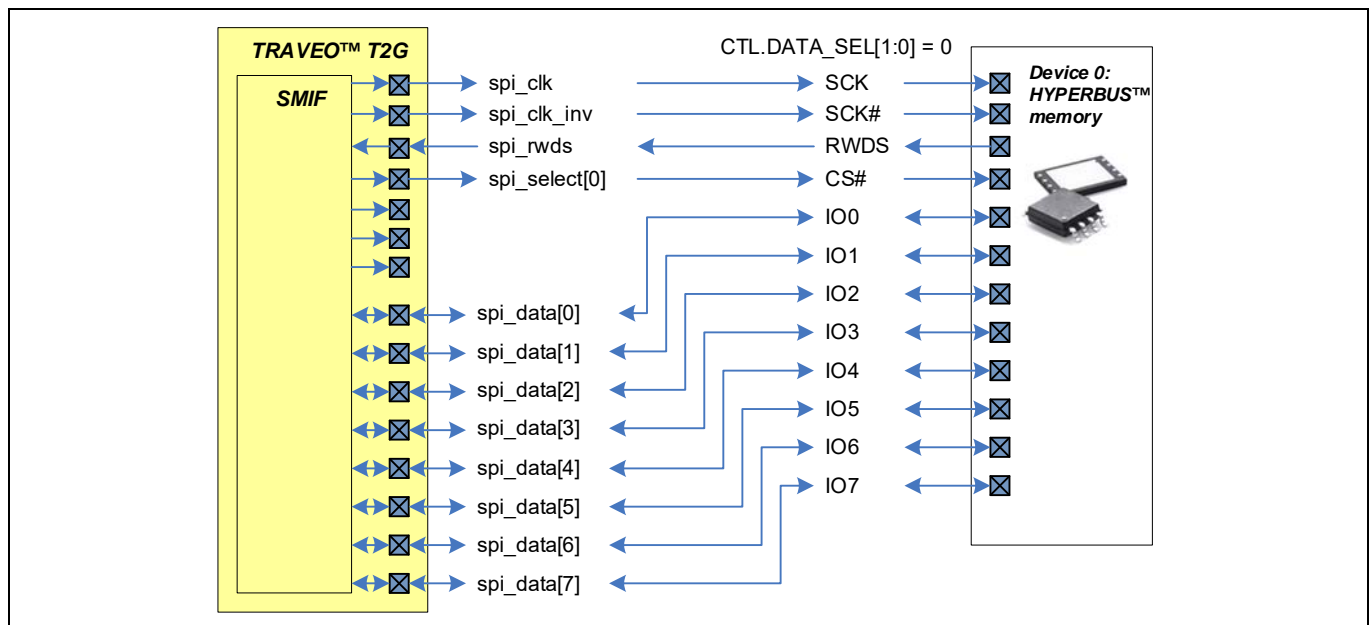 TRAVEO™ T2G
SMIF
CTL.DATA_SEL[1:0] = 0
Device 0:
HYPERBUS™
memory
spi_clk SCK
spi_clk_inv SCK#
spi_rwds RWDS
spi_select[0] CS#
IO0
IO1
IO2
spi_data[0]
IO3
spi_data[1]
IO4
spi_data[2]
IO5
spi_data[3]
IO6
spi_data[4]
IO7
spi_data[5]
spi_data[6]
spi_data[7]